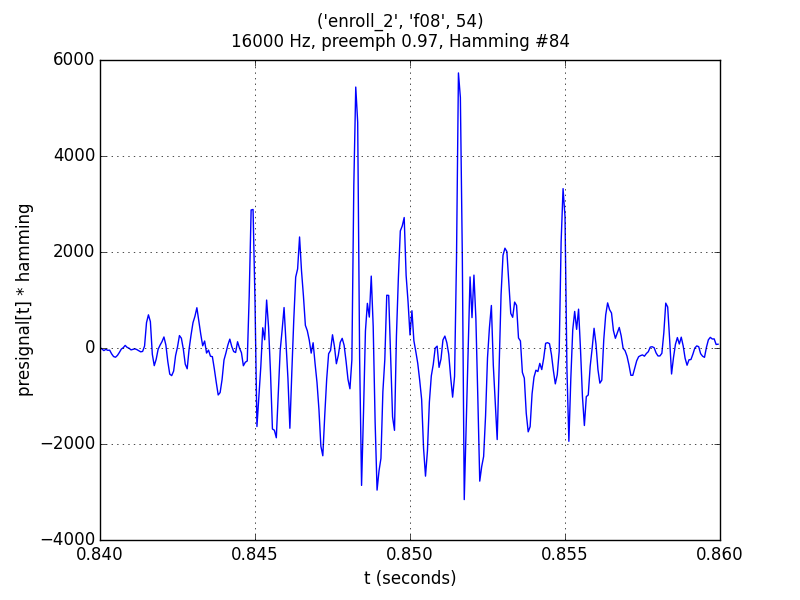 ('enroll_2', 'f08', 54)
16000 Hz, preemph 0.97, Hamming #84
6000
4000
2000
0
−2000
−4000
presignal[t] * hamming
0.840 0.845 0.850 0.855 0.860
t (seconds)